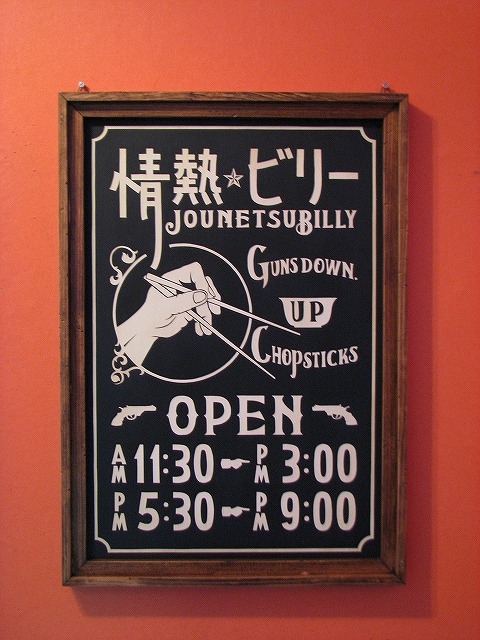 情熱☆ビリー
JOUNETSUBILLY
GUNS DOWN.
UP
CHOPSTICKS
OPEN
AM 11:30 ☛ PM 3:00
PM 5:30 ☛ PM 9:00